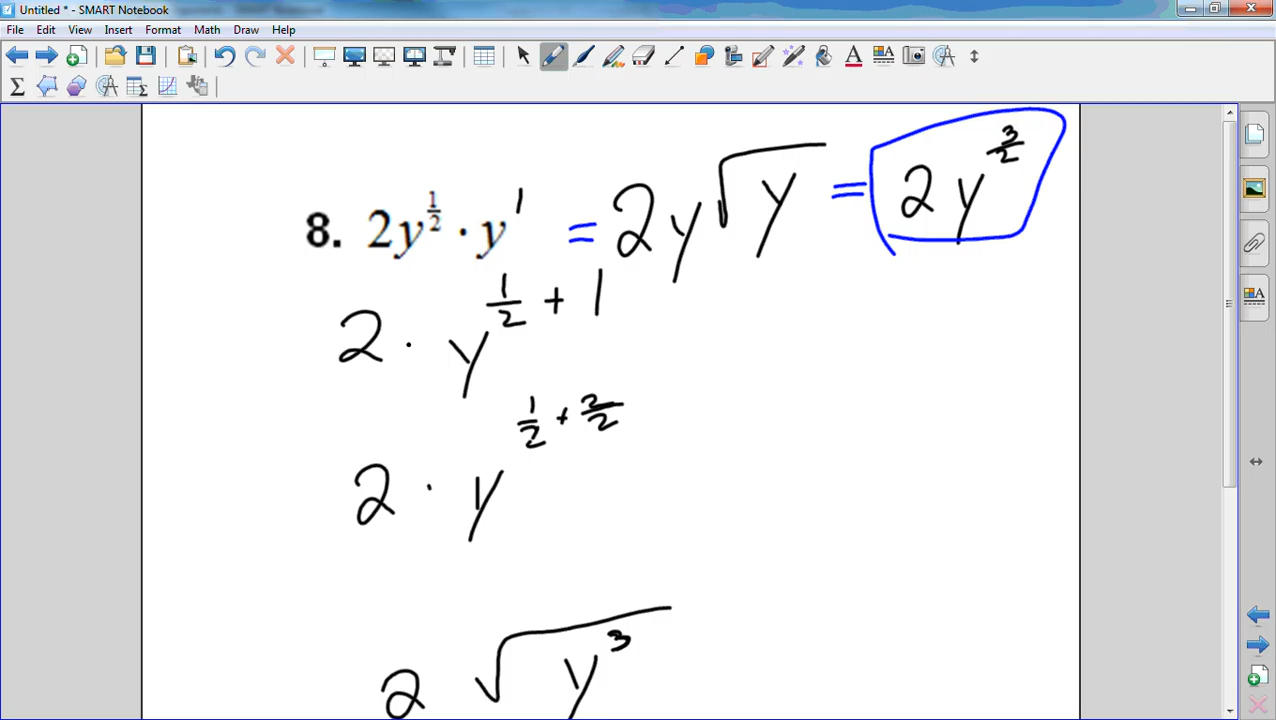 Untitled * - SMART Notebook
File Edit View Insert Format Math Draw Help
8. 2y^{1/2} · y^1 = 2y√y = 2y^{3/2}
2 · y^{1/2 + 1}
2 · y^{1/2 + 2/2}
2 √y^3